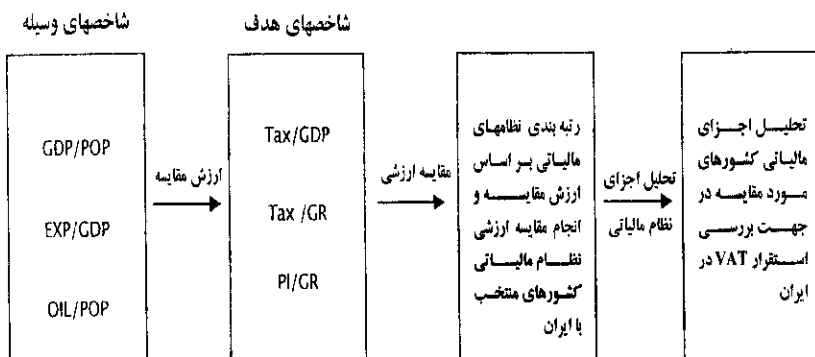 شاخصهای وسیله
شاخصهای هدف
GDP/POP
EXP/GDP
OIL/POP
ارزش مقایسه
Tax/GDP
Tax /GR
PI/GR
مقایسه ارزشی
رتبه بندی نظامهای
مالیاتی بر اساس
ارزش مقایسه و
انجام مقایسه ارزشی
نظام مالیاتی
کشورهای منتخب
با ایران
تحلیل اجزای
نظام مالیاتی
تحلیل اجزای
مالیاتی کشورهای
مورد مقایسه در
جهت بررسی
استقرار VAT در
ایران